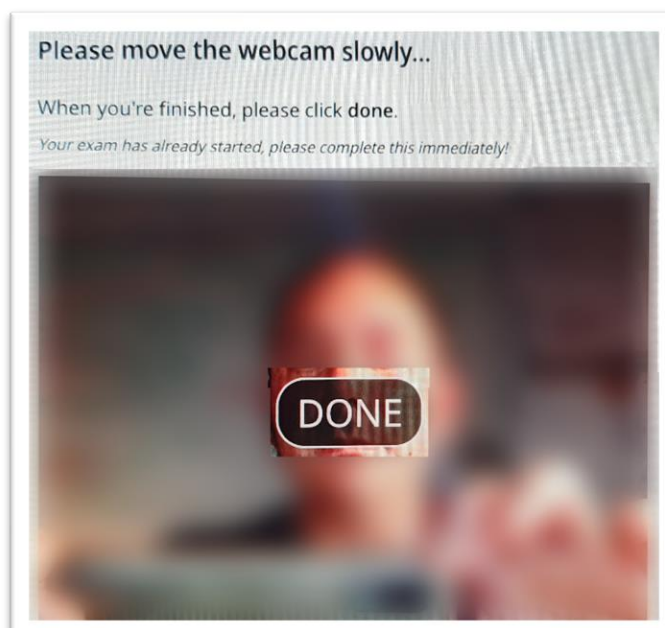 Please move the webcam slowly...
When you're finished, please click done.
Your exam has already started, please complete this immediately!
DONE